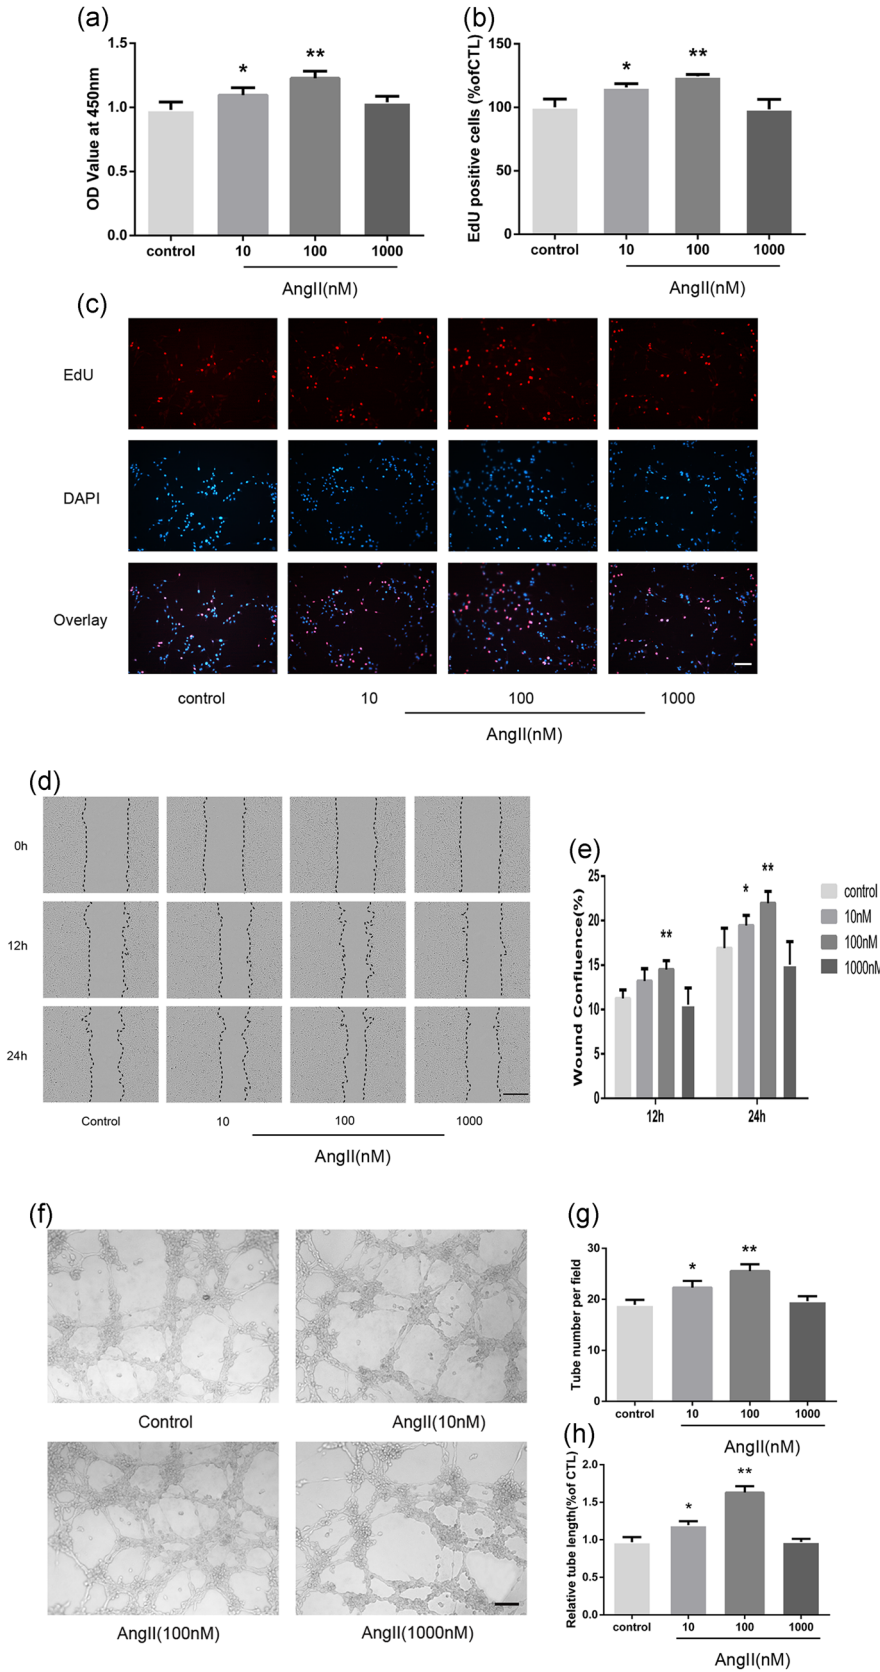 (a)
OD Value at 450nm
1.5
1.0
0.5
0.0
*
**
control
10
100
1000
AngII(nM)
(b)
EdU positive cells (%ofCTL)
150
100
50
0
*
**
control
10
100
1000
AngII(nM)
(c)
EdU
DAPI
Overlay
control
10
100
1000
AngII(nM)
(d)
0h
12h
24h
Control
10
100
1000
AngII(nM)
(e)
Wound Confluence(%)
25
20
15
10
5
0
**
*
**
12h
24h
control
10nM
100nM
1000nM
(f)
Control
AngII(10nM)
AngII(100nM)
AngII(1000nM)
(g)
Tube number per field
30
20
10
0
*
**
control
10
100
1000
AngII(nM)
(h)
Relative tube length(%of CTL)
2.0
1.5
1.0
0.5
0.0
*
**
control
10
100
1000
AngII(nM)